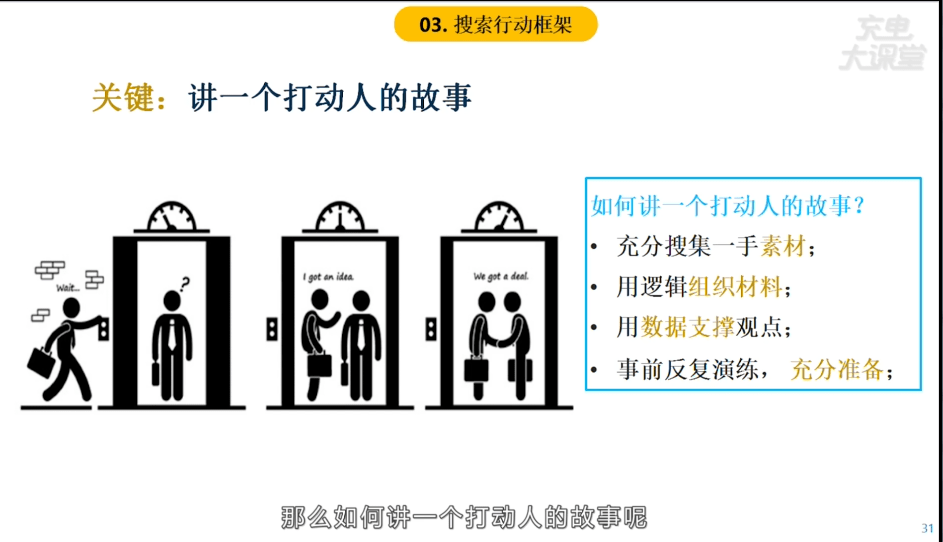 03. 搜索行动框架
充电
大课堂
关键：讲一个打动人的故事
Wait...
?
I got an idea.
We got a deal.
如何讲一个打动人的故事？
• 充分搜集一手素材；
• 用逻辑组织材料；
• 用数据支撑观点；
• 事前反复演练， 充分准备；
那么如何讲一个打动人的故事呢
31